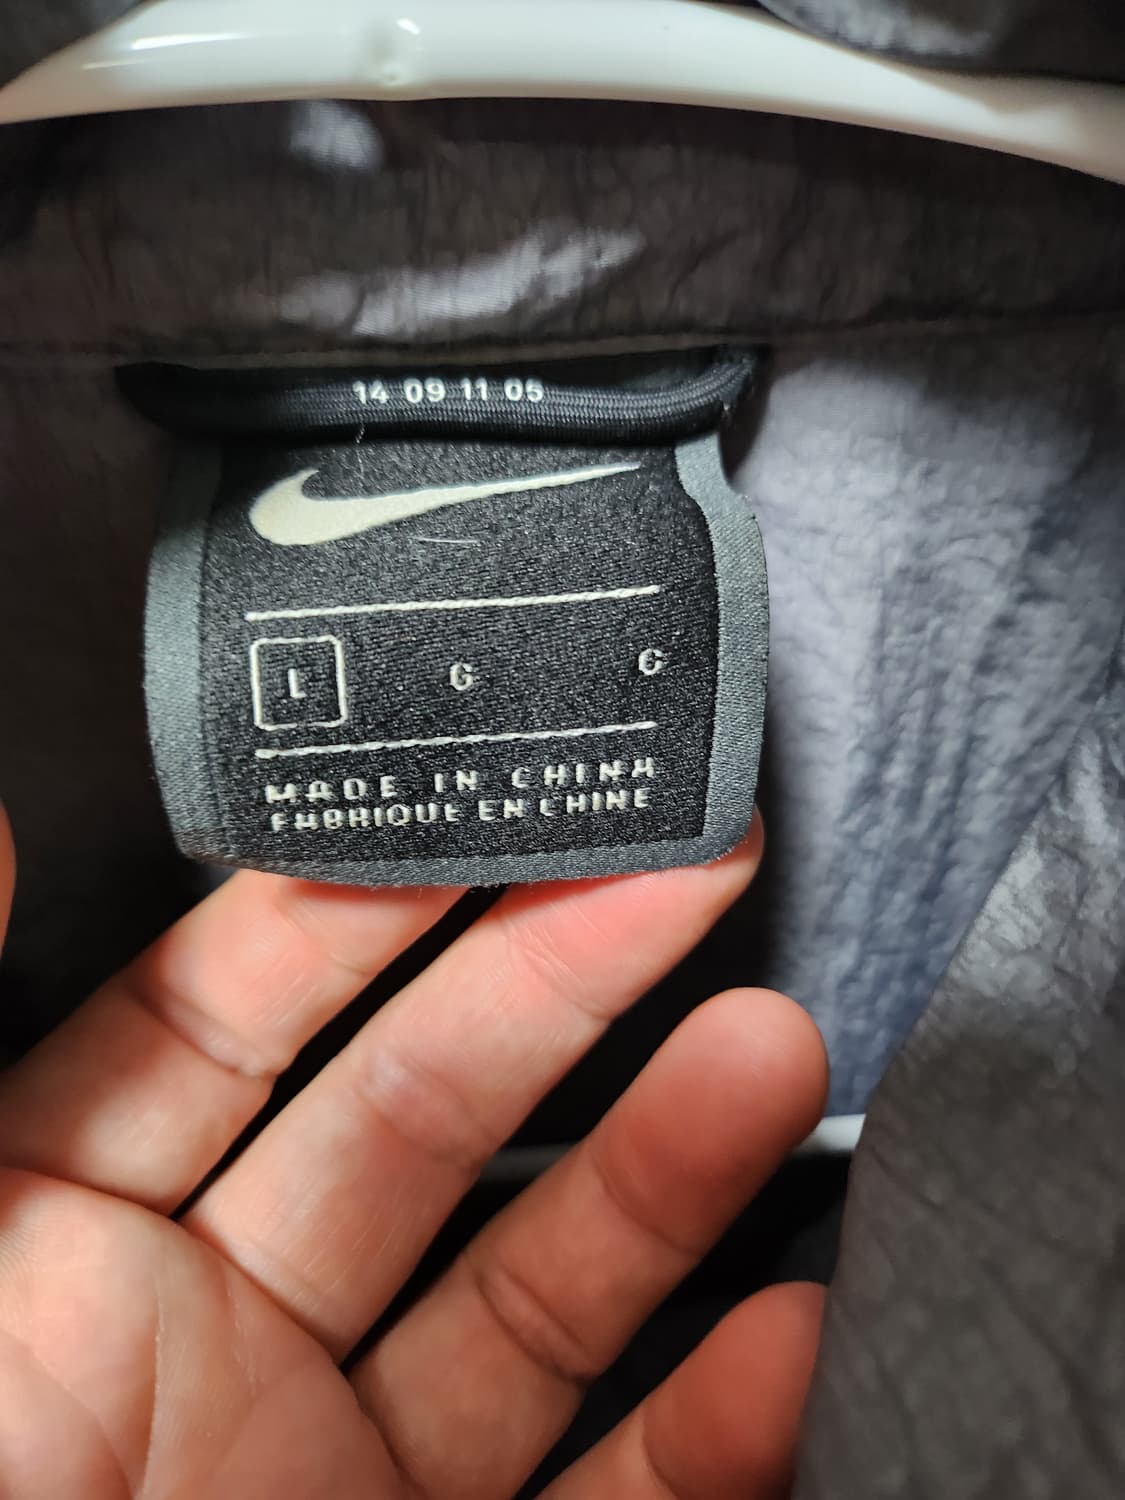 14 09 11 05
L G G
MADE IN CHINA
FABRIQUE EN CHINE